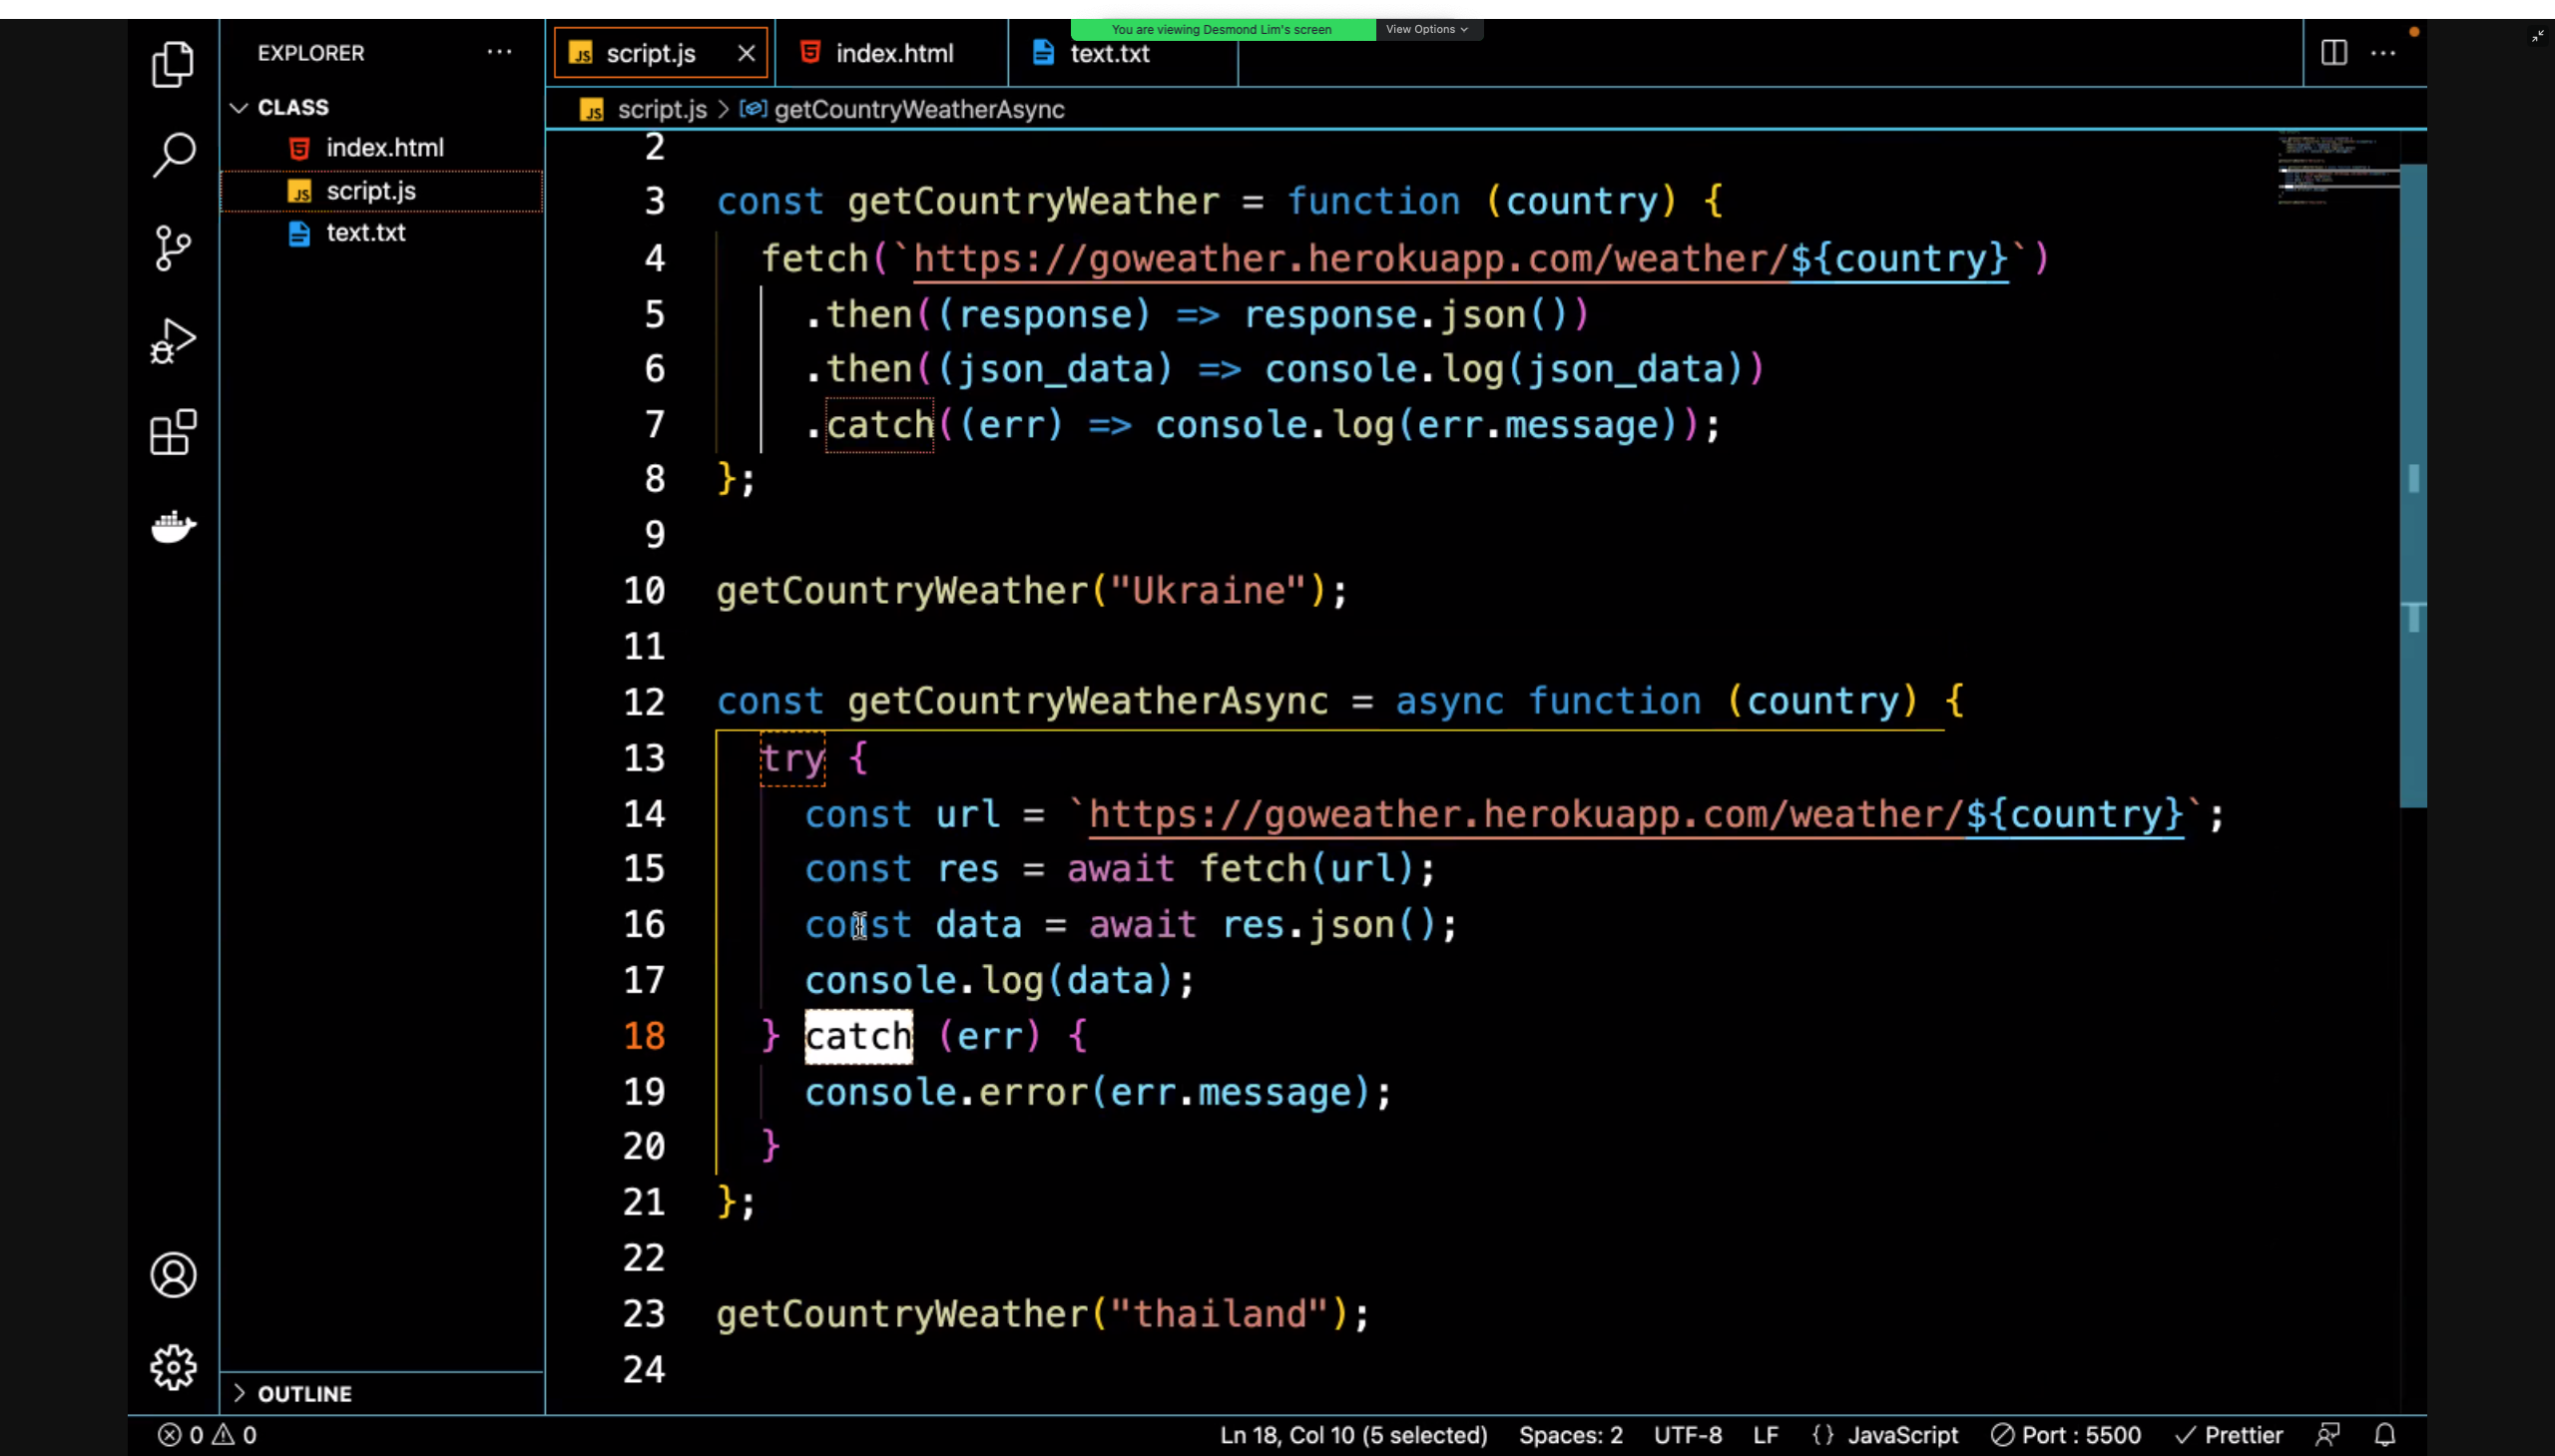 You are viewing Desmond Lim's screen View Options
EXPLORER
script.js
index.html
text.txt
CLASS
index.html
script.js
text.txt
script.js > getCountryWeatherAsync
2
3 const getCountryWeather = function (country) {
4 fetch(`https://goweather.herokuapp.com/weather/${country}`)
5 .then((response) => response.json())
6 .then((json_data) => console.log(json_data))
7 .catch((err) => console.log(err.message));
8 };
9
10 getCountryWeather("Ukraine");
11
12 const getCountryWeatherAsync = async function (country) {
13 try {
14 const url = `https://goweather.herokuapp.com/weather/${country}`;
15 const res = await fetch(url);
16 const data = await res.json();
17 console.log(data);
18 } catch (err) {
19 console.error(err.message);
20 }
21 };
22
23 getCountryWeather("thailand");
24
OUTLINE
0 0 Ln 18, Col 10 (5 selected) Spaces: 2 UTF-8 LF {} JavaScript Port : 5500 Prettier